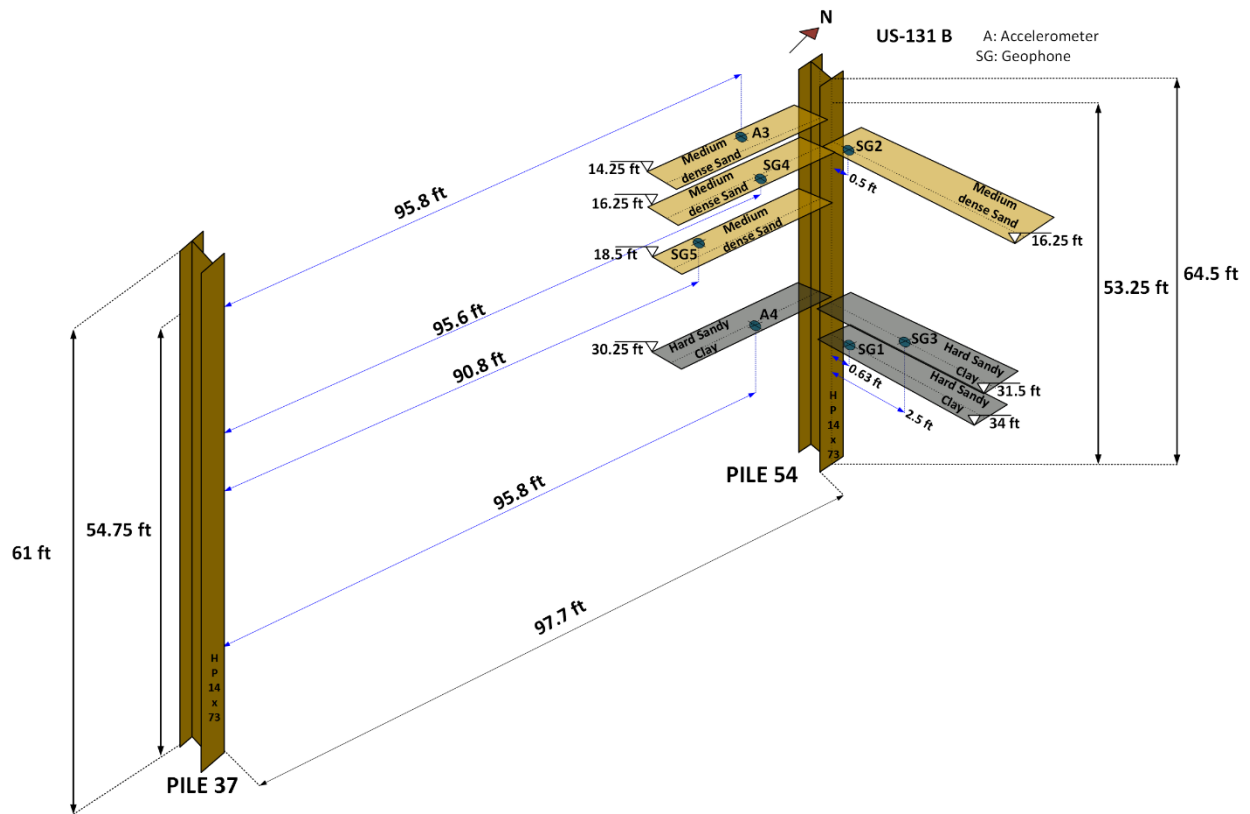 N
US-131 B
A: Accelerometer
SG: Geophone
A3
Medium
dense Sand
14.25 ft
SG4
Medium
dense Sand
16.25 ft
SG2
0.5 ft
Medium
dense Sand
16.25 ft
95.8 ft
Medium
dense Sand
SG5
18.5 ft
53.25 ft
64.5 ft
95.6 ft
90.8 ft
A4
Hard Sandy
Clay
30.25 ft
SG3
Hard Sandy
Clay
31.5 ft
SG1
0.63 ft
Hard Sandy
Clay
34 ft
2.5 ft
H
P
14
x
73
PILE 54
95.8 ft
54.75 ft
61 ft
97.7 ft
H
P
14
x
73
PILE 37